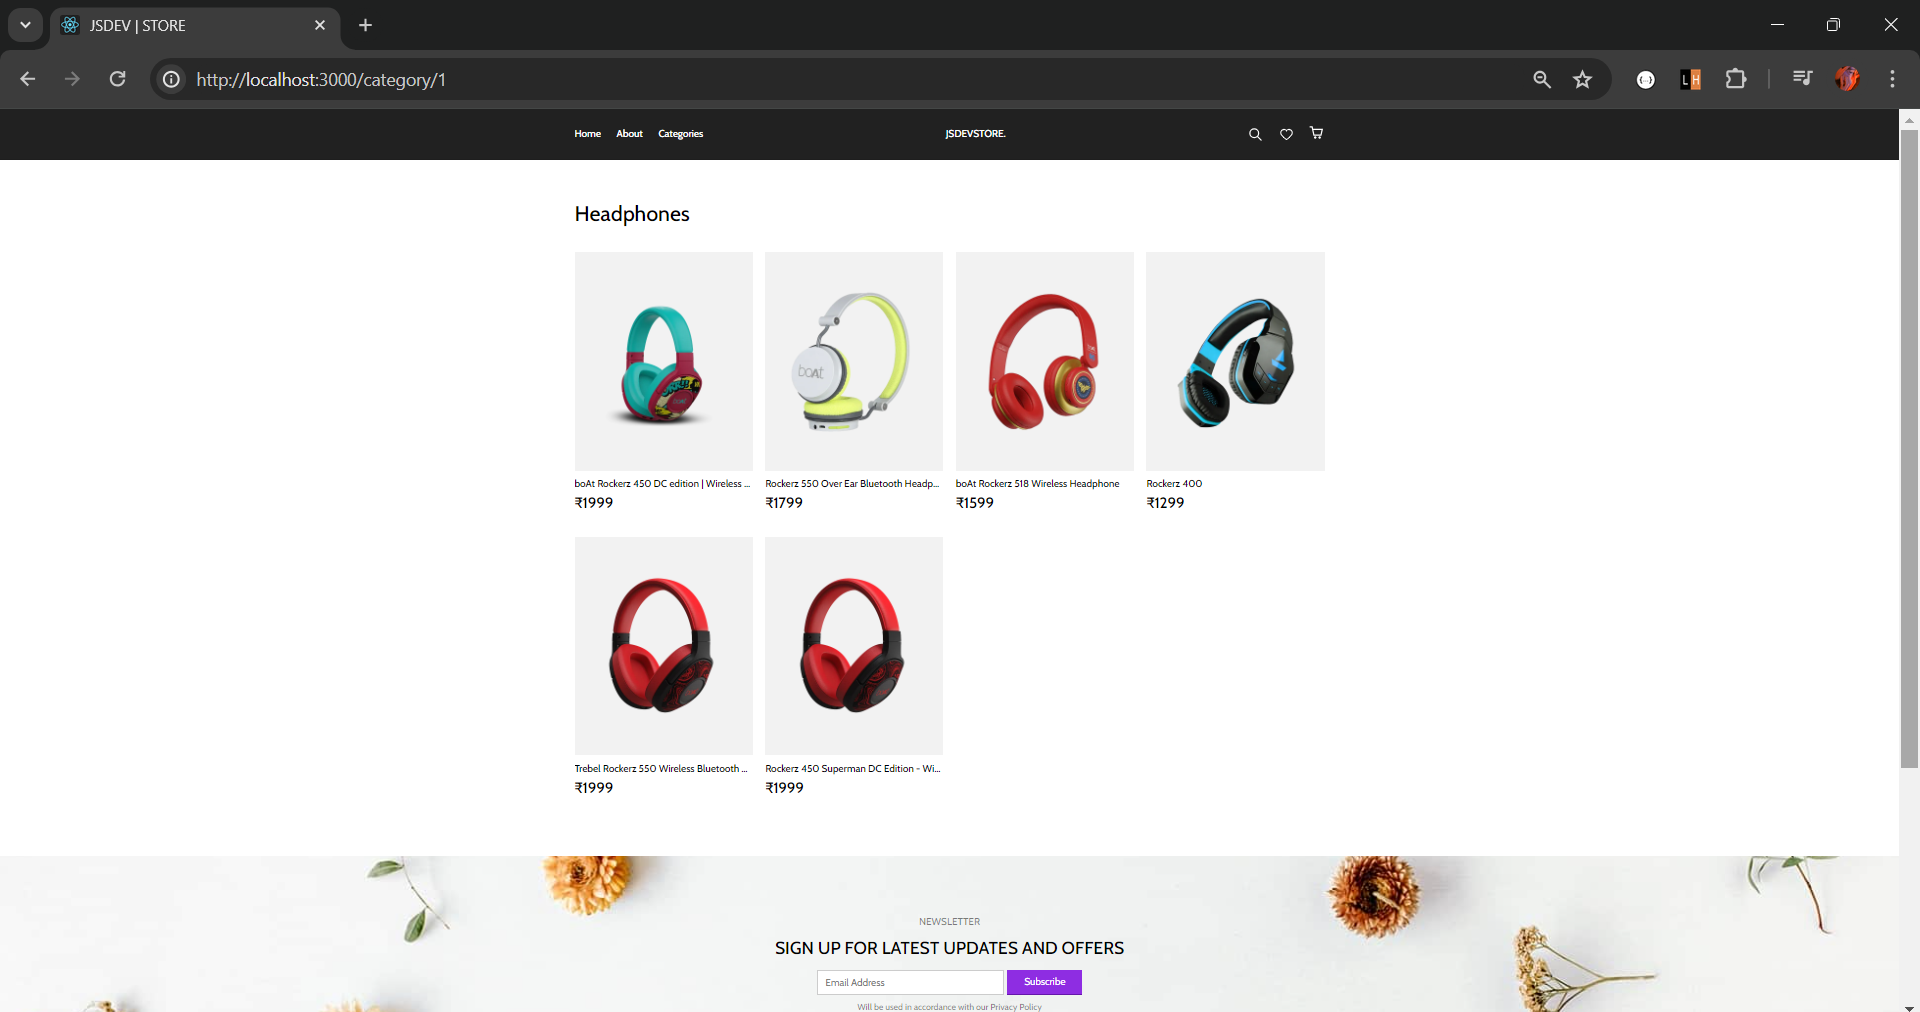 JSDEV | STORE
http://localhost:3000/category/1
Home About Categories JSDEVSTORE.
Headphones
boAt
boAt Rockerz 450 DC edition | Wireless ...
₹1999
Rockerz 550 Over Ear Bluetooth Headp...
₹1799
boAt Rockerz 518 Wireless Headphone
₹1599
Rockerz 400
₹1299
Trebel Rockerz 550 Wireless Bluetooth ...
₹1999
Rockerz 450 Superman DC Edition - Wi...
₹1999
NEWSLETTER
SIGN UP FOR LATEST UPDATES AND OFFERS
Email Address Subscribe
Will be used in accordance with our Privacy Policy